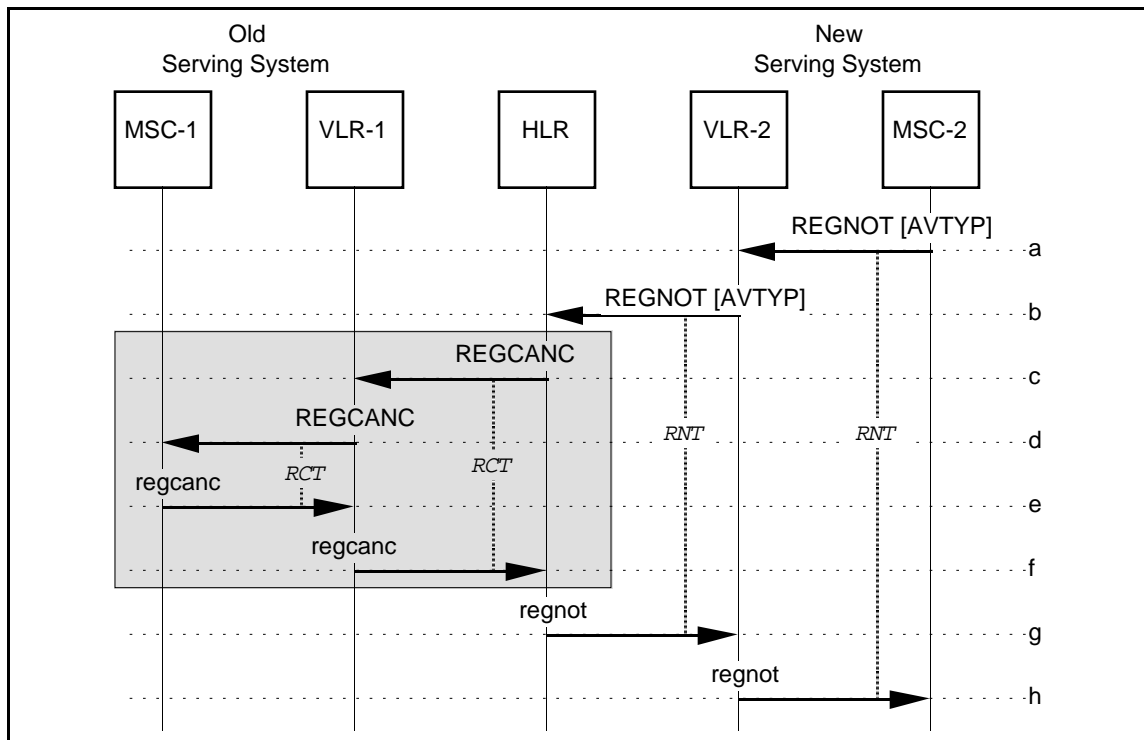 Old
Serving System
New
Serving System
MSC-1
VLR-1
HLR
VLR-2
MSC-2
REGNOT [AVTYP]
a
REGNOT [AVTYP]
b
REGCANC
c
REGCANC
d
RNT
RNT
RCT
RCT
regcanc
e
regcanc
f
regnot
g
regnot
h